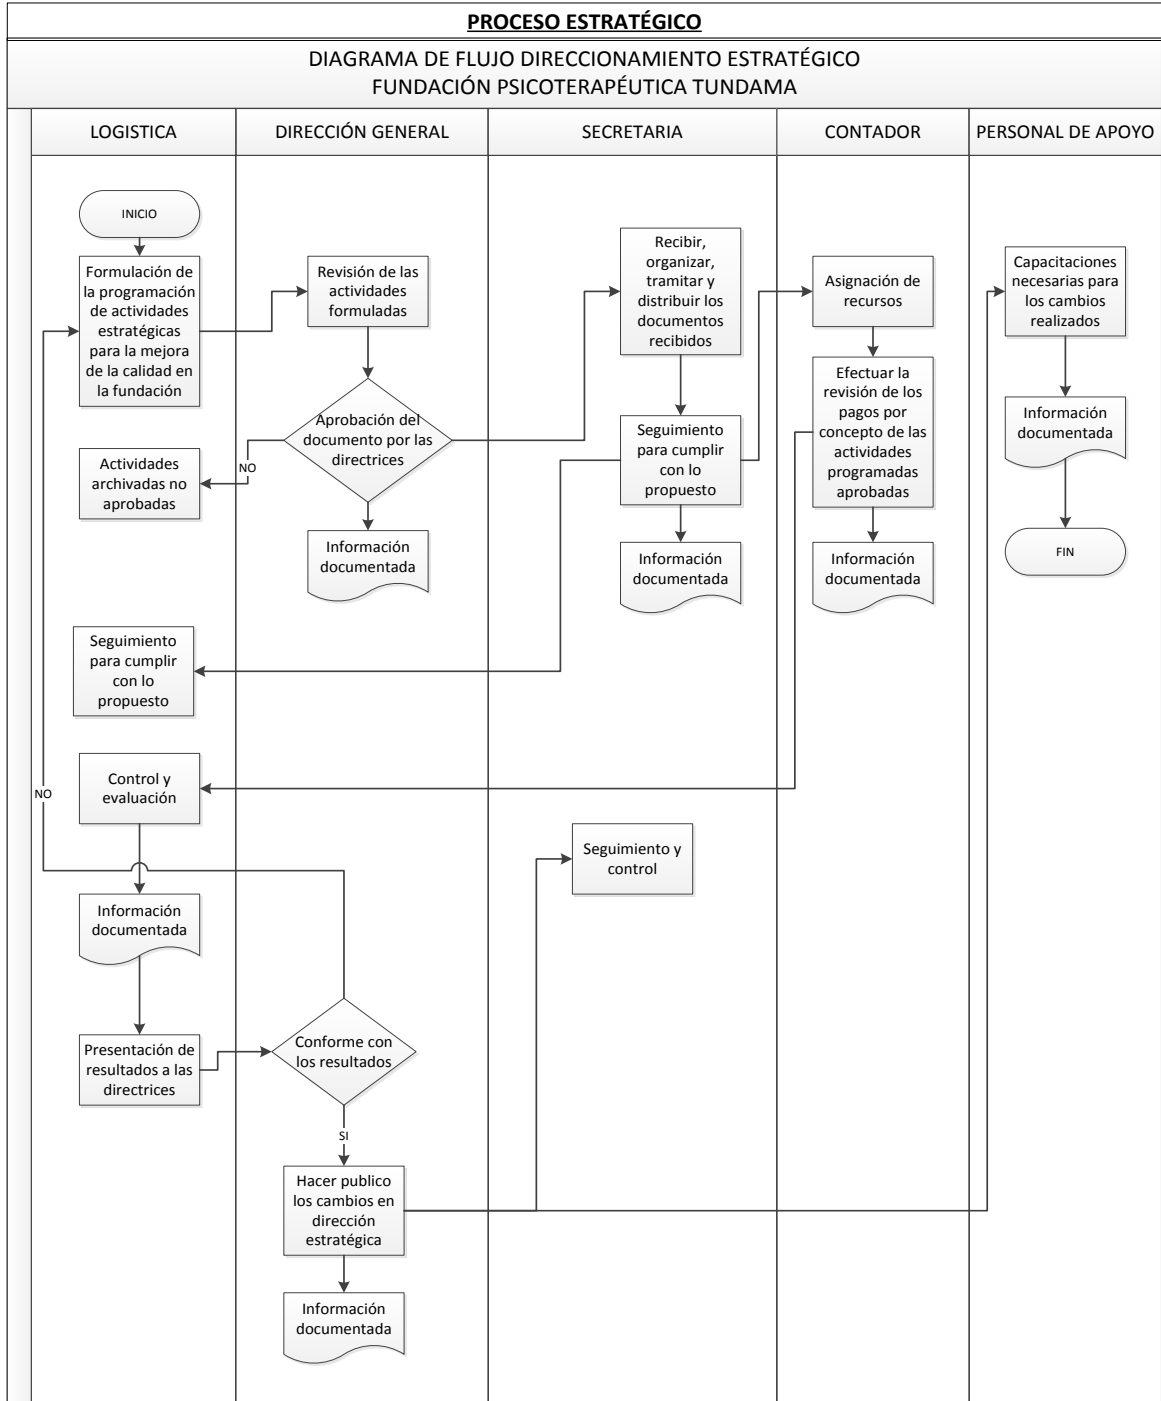 PROCESO ESTRATÉGICO
DIAGRAMA DE FLUJO DIRECCIONAMIENTO ESTRATÉGICO
FUNDACIÓN PSICOTERAPÉUTICA TUNDAMA
LOGISTICA
DIRECCIÓN GENERAL
SECRETARIA
CONTADOR
PERSONAL DE APOYO
INICIO
Formulación de
la programación
de actividades
estratégicas
para la mejora
de la calidad en
la fundación
Actividades
archivadas no
aprobadas
Seguimiento
para cumplir
con lo
propuesto
Control y
evaluación
NO
Información
documentada
Presentación de
resultados a las
directrices
Revisión de las
actividades
formuladas
Aprobación del
documento por las
directrices
NO
Información
documentada
Conforme con
los resultados
SI
Hacer publico
los cambios en
dirección
estratégica
Información
documentada
Recibir,
organizar,
tramitar y
distribuir los
documentos
recibidos
Seguimiento
para cumplir
con lo
propuesto
Información
documentada
Seguimiento y
control
Asignación de
recursos
Efectuar la
revisión de los
pagos por
concepto de las
actividades
programadas
aprobadas
Información
documentada
Capacitaciones
necesarias para
los cambios
realizados
Información
documentada
FIN